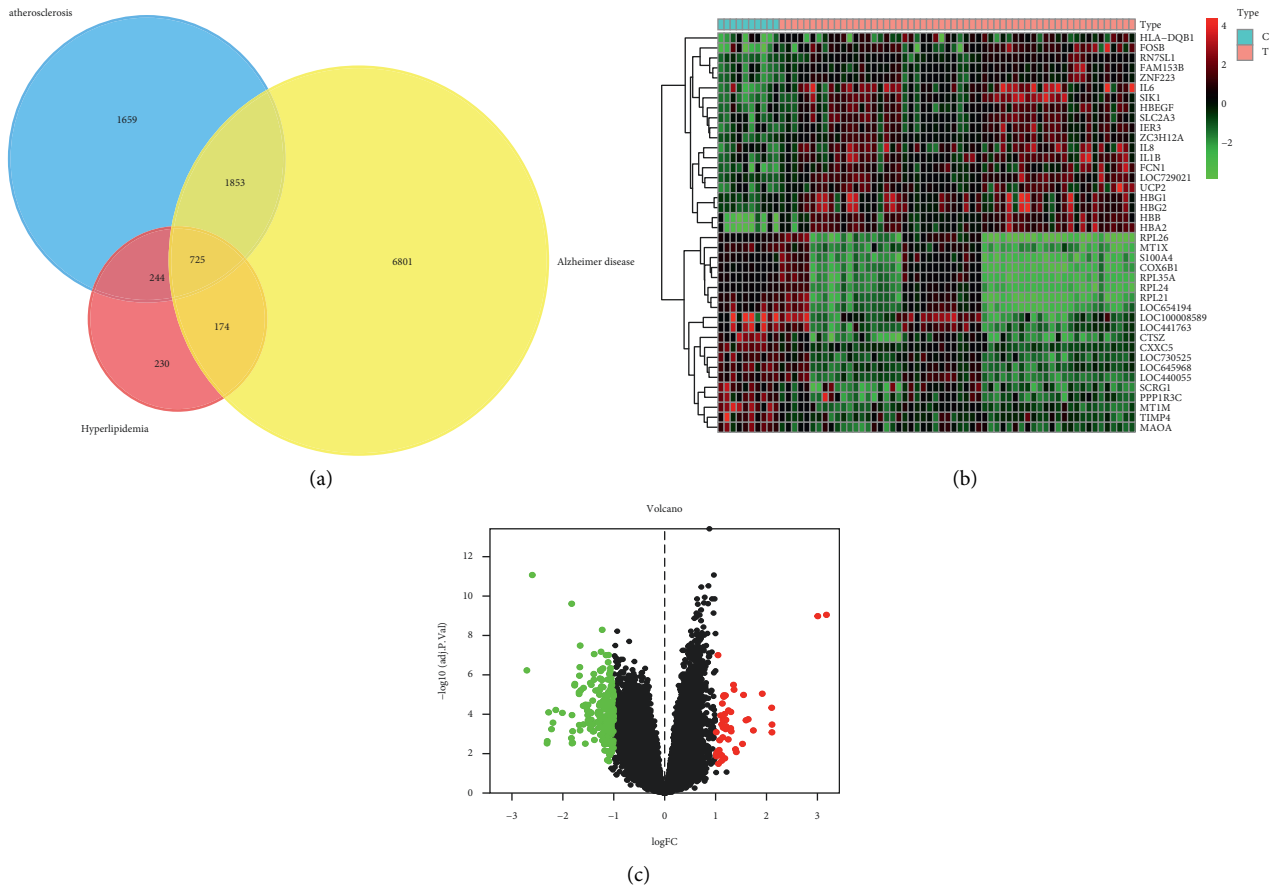 atherosclerosis
1659
1853
725
244
6801
Alzheimer disease
174
230
Hyperlipidemia
(a)
Type
HLA−DQB1
FOSB
RN7SL1
FAM153B
ZNF223
IL6
SIK1
HBEGF
SLC2A3
IER3
ZC3H12A
IL8
IL1B
FCN1
LOC729021
UCP2
HBG1
HBG2
HBB
HBA2
RPL26
MT1X
S100A4
COX6B1
RPL35A
RPL24
RPL21
LOC654194
LOC100008589
LOC441763
CTSZ
CXXC5
LOC730525
LOC645968
LOC440055
SCRG1
PPP1R3C
MT1M
TIMP4
MAOA
4
2
0
−2
Type
C
T
(b)
Volcano
−log10 (adj.P.Val)
12
10
8
6
4
2
0
−3 −2 −1 0 1 2 3
logFC
(c)